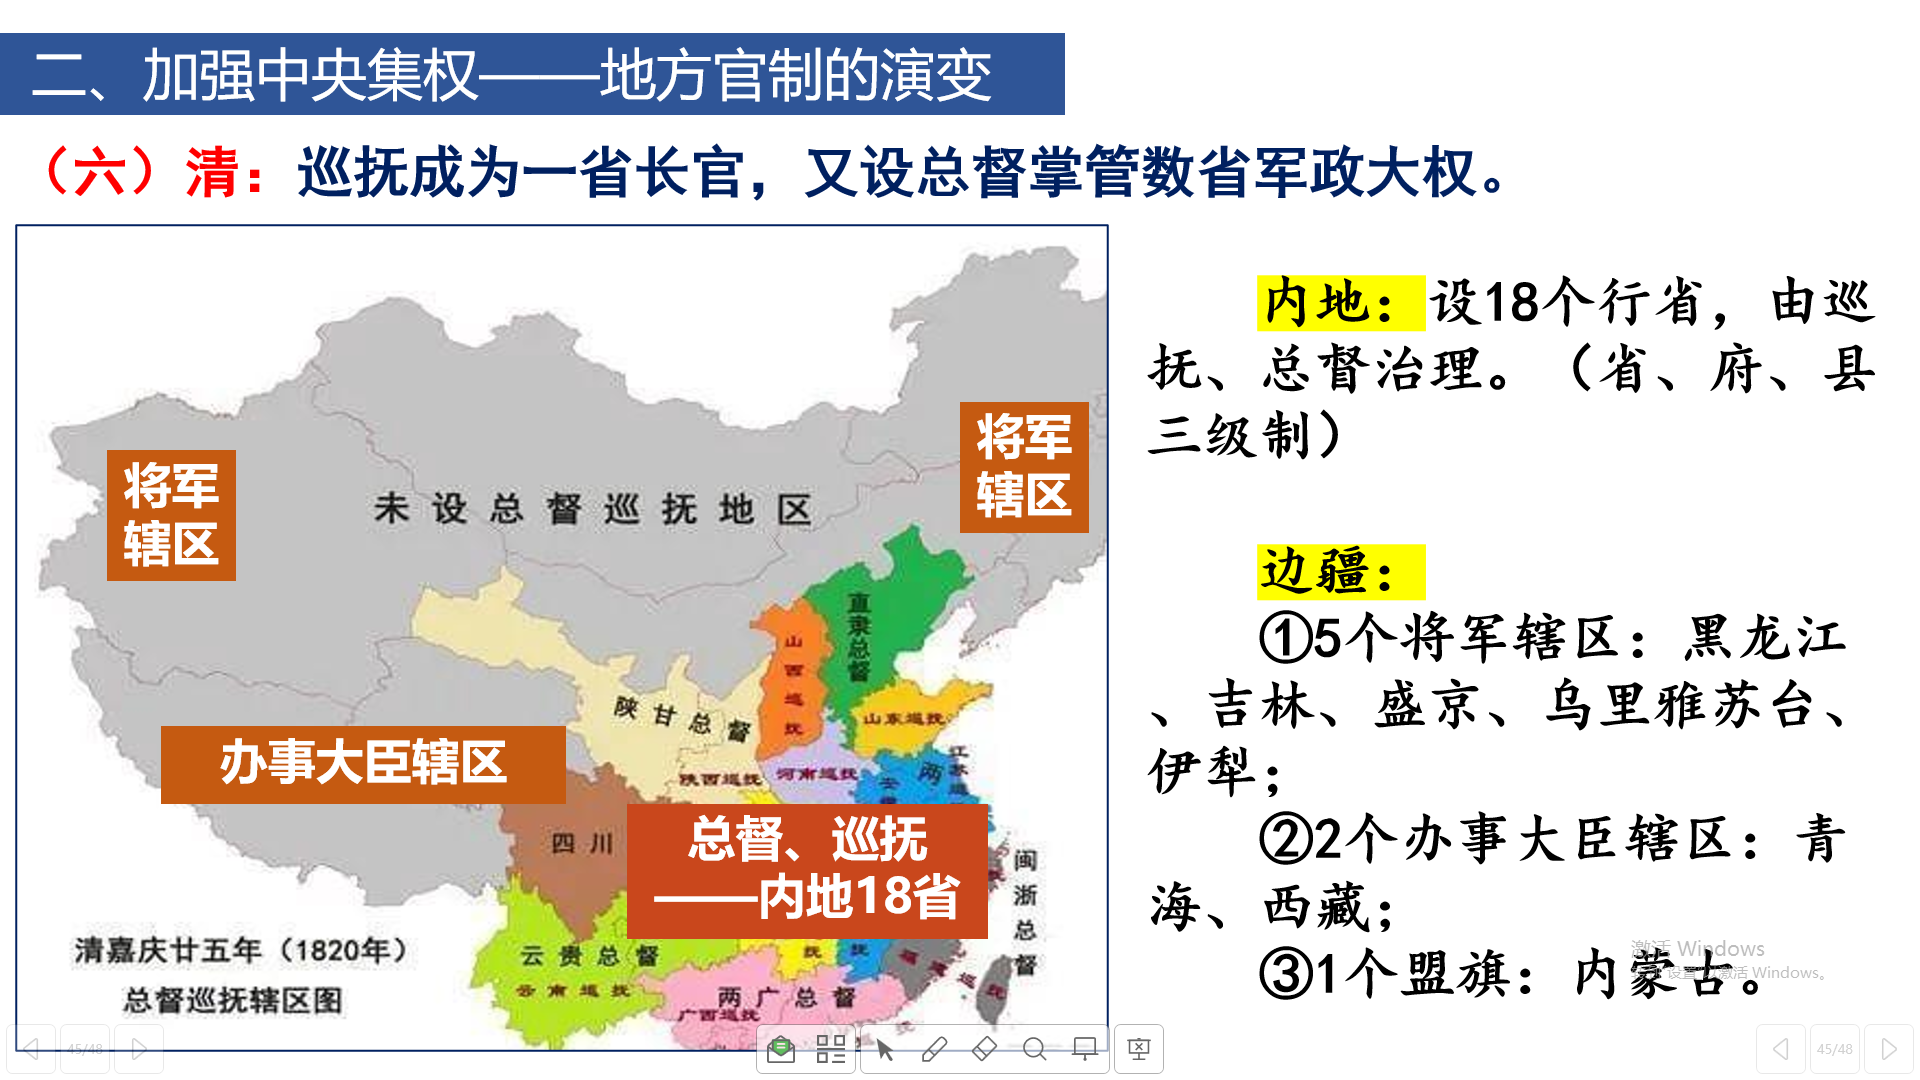 二、加强中央集权——地方官制的演变
（六）清：巡抚成为一省长官，又设总督掌管数省军政大权。
内地：设18个行省，由巡
抚、总督治理。（省、府、县
三级制）
边疆：
①5个将军辖区：黑龙江
、吉林、盛京、乌里雅苏台、
伊犁；
②2个办事大臣辖区：青
海、西藏；
③1个盟旗：内蒙古。
将军
辖区
将军
辖区
未设总督巡抚地区
直隶总督
山西巡抚
山东巡抚
陕甘总督
陕西巡抚
河南巡抚
两
办事大臣辖区
四川
总督、巡抚
——内地18省
闽浙总督
云贵总督
云南巡抚
两广总督
广西巡抚
清嘉庆廿五年（1820年）
总督巡抚辖区图
激活 Windows
45/48
45/48